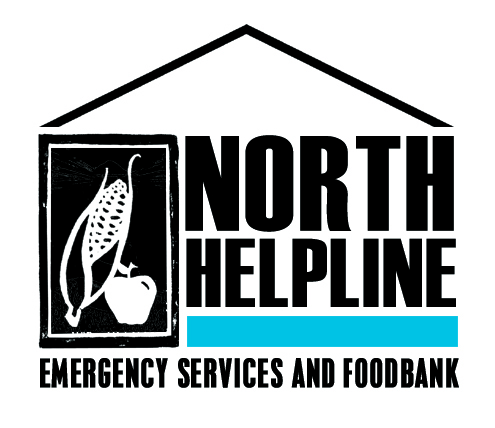 NORTH
HELPLINE
EMERGENCY SERVICES AND FOODBANK